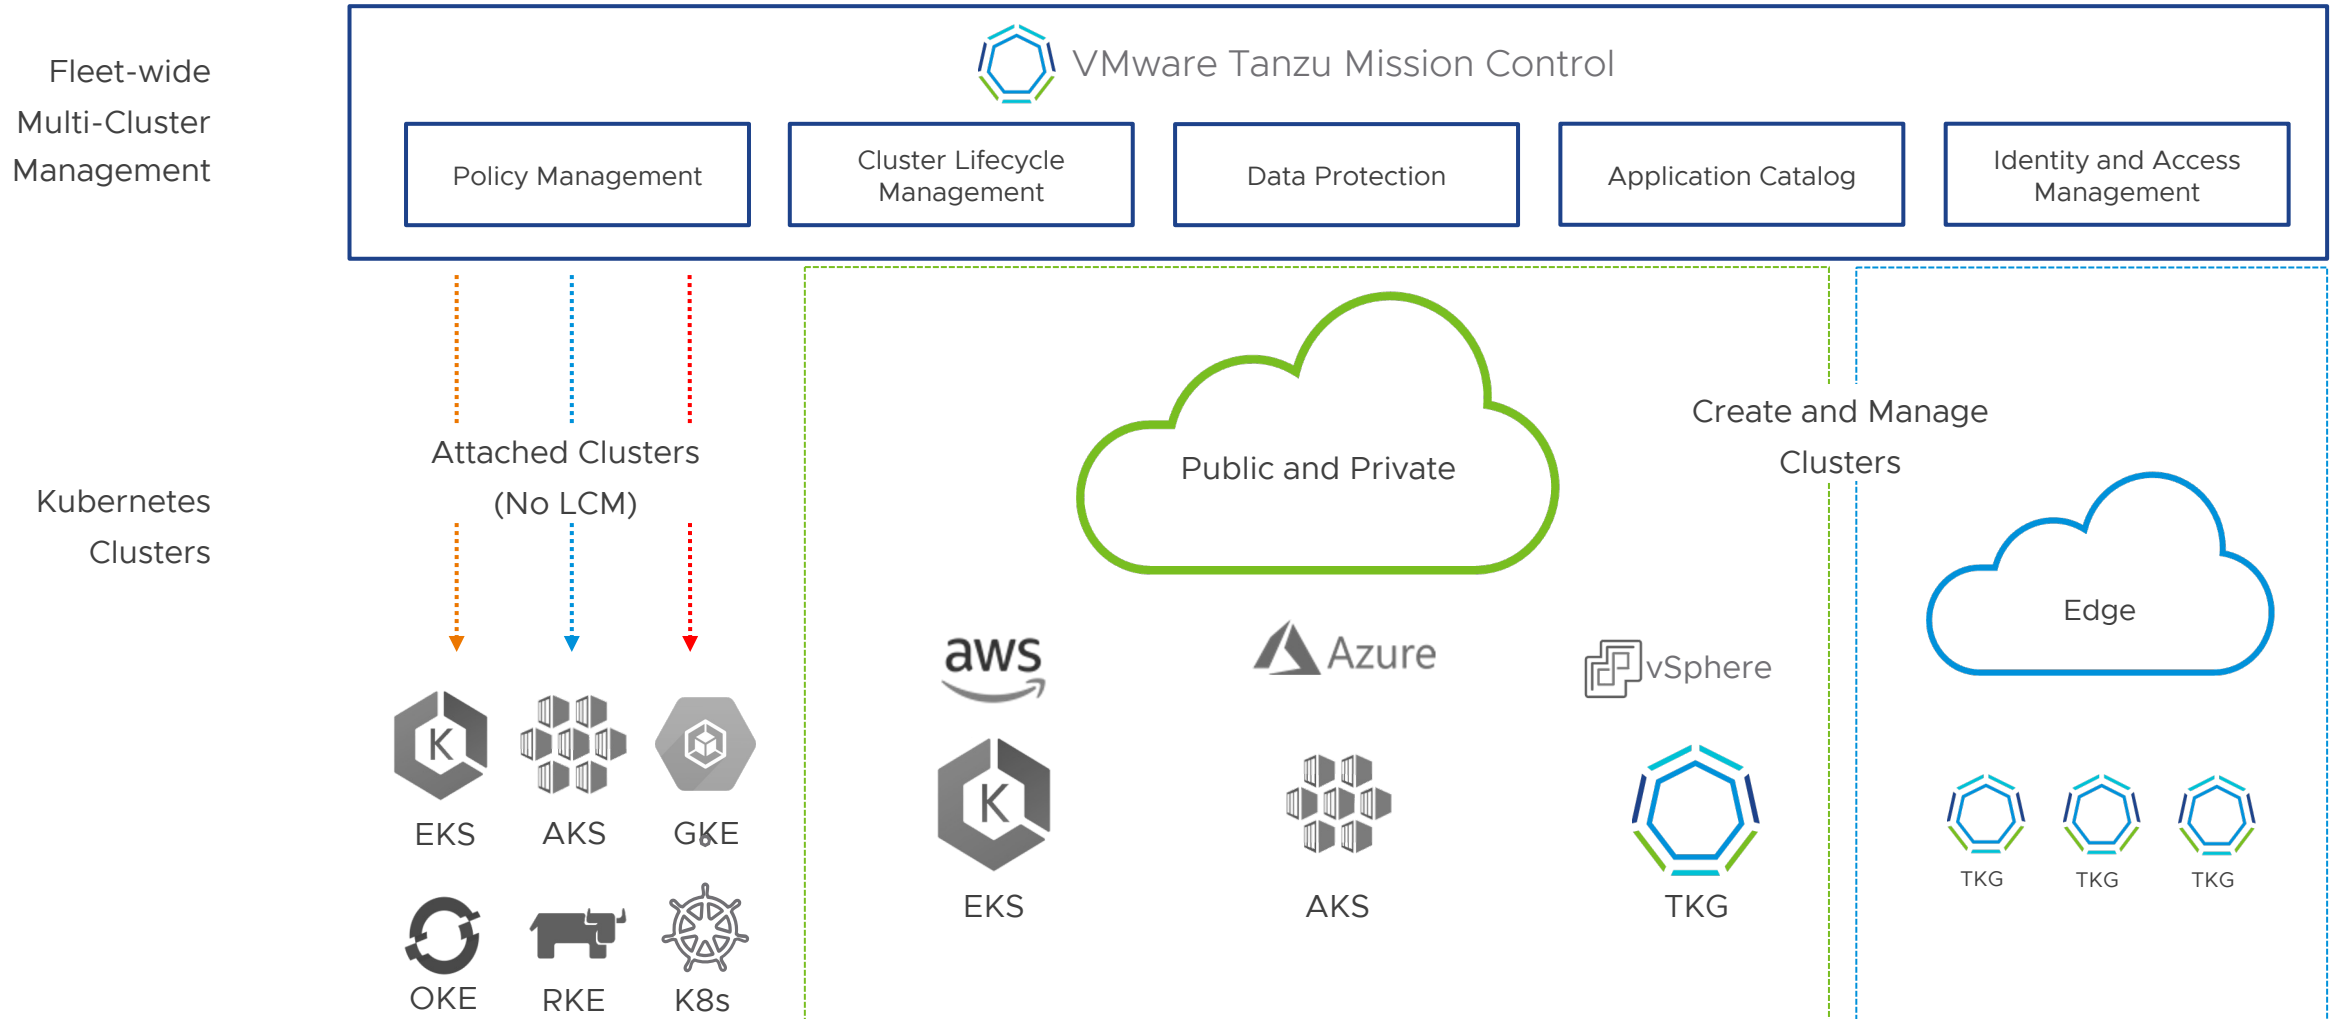 Fleet-wide
Multi-Cluster
Management
VMware Tanzu Mission Control
Policy Management
Cluster Lifecycle
Management
Data Protection
Application Catalog
Identity and Access
Management
Kubernetes
Clusters
Attached Clusters
(No LCM)
Public and Private
Create and Manage
Clusters
Edge
aws
Azure
vSphere
K
EKS
AKS
GKE
OKE
RKE
K8s
K
EKS
AKS
TKG
TKG
TKG
TKG